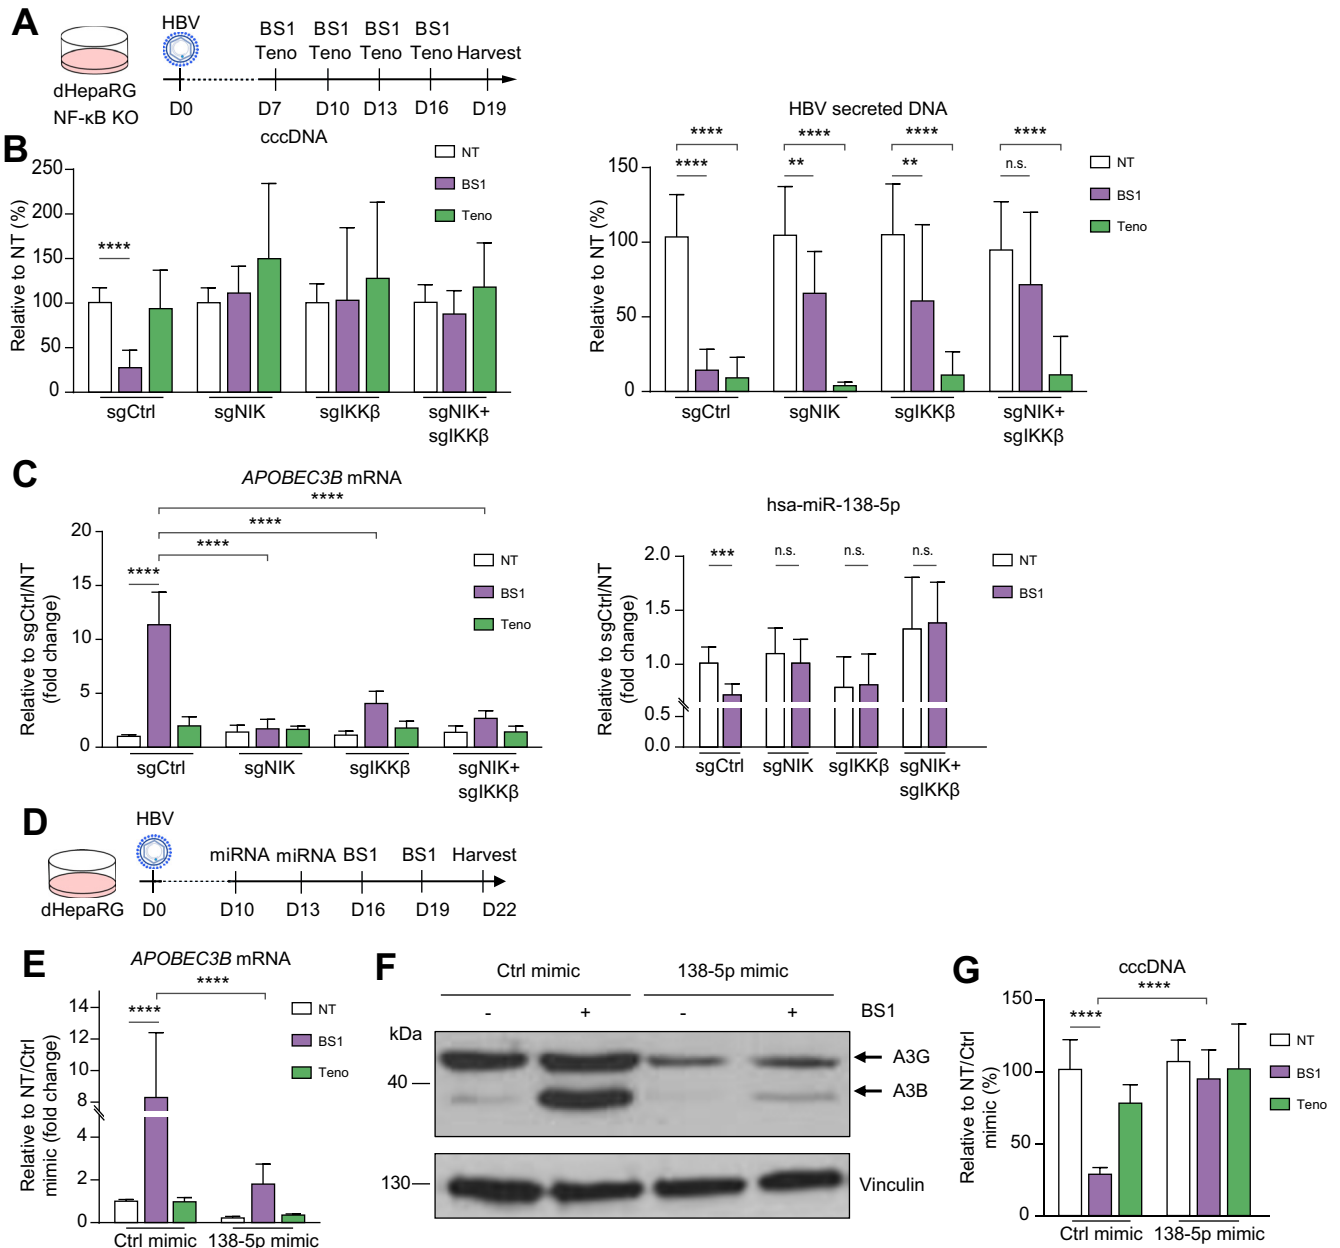 A
HBV
BS1 BS1 BS1 BS1
Teno Teno Teno Teno Harvest
dHepaRG
NF-κB KO
D0 D7 D10 D13 D16 D19
B
cccDNA
NT
BS1
Teno
Relative to NT (%)
250
200
150
100
50
0
****
sgCtrl sgNIK sgIKKβ sgNIK+
sgIKKβ
HBV secreted DNA
**** **** **** ****
**** ** ** n.s.
NT
BS1
Teno
Relative to NT (%)
150
100
50
0
sgCtrl sgNIK sgIKKβ sgNIK+
sgIKKβ
C
APOBEC3B mRNA
****
****
****
****
NT
BS1
Teno
Relative to sgCtrl/NT
(fold change)
20
15
10
5
0
sgCtrl sgNIK sgIKKβ sgNIK+
sgIKKβ
hsa-miR-138-5p
*** n.s. n.s. n.s.
NT
BS1
Relative to sgCtrl/NT
(fold change)
2.0
1.5
1.0
0.5
0.0
sgCtrl sgNIK sgIKKβ sgNIK+
sgIKKβ
D
HBV
miRNA miRNA BS1 BS1 Harvest
dHepaRG D0 D10 D13 D16 D19 D22
E
APOBEC3B mRNA
****
****
NT
BS1
Teno
Relative to NT/Ctrl
mimic (fold change)
14
12
10
8
4
2
0
Ctrl mimic 138-5p mimic
F
Ctrl mimic 138-5p mimic
- + - + BS1
kDa
A3G
40
A3B
130
Vinculin
G
cccDNA
****
****
NT
BS1
Teno
Relative to NT/Ctrl
mimic (%)
150
100
50
0
Ctrl mimic 138-5p mimic